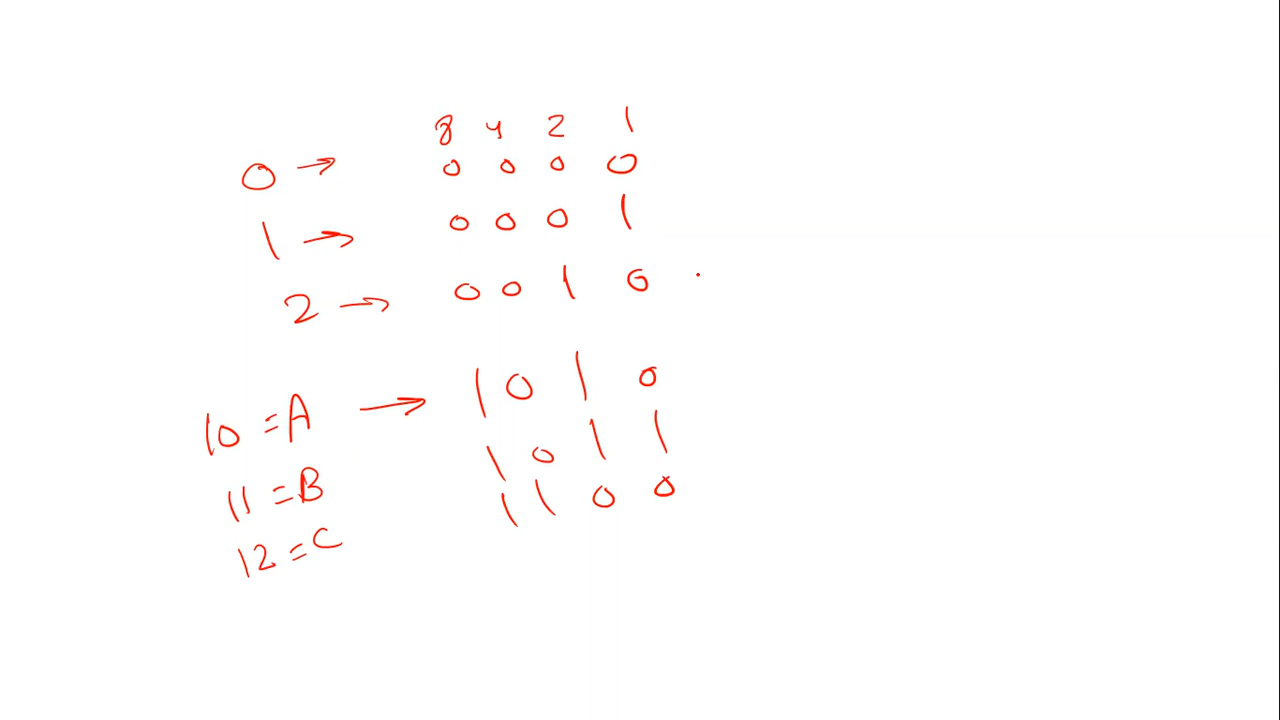 8 4 2 1
0 → 0 0 0 0
1 → 0 0 0 1
2 → 0 0 1 0
10 = A → 1 0 1 0
11 = B 1 0 1 1
12 = C 1 1 0 0